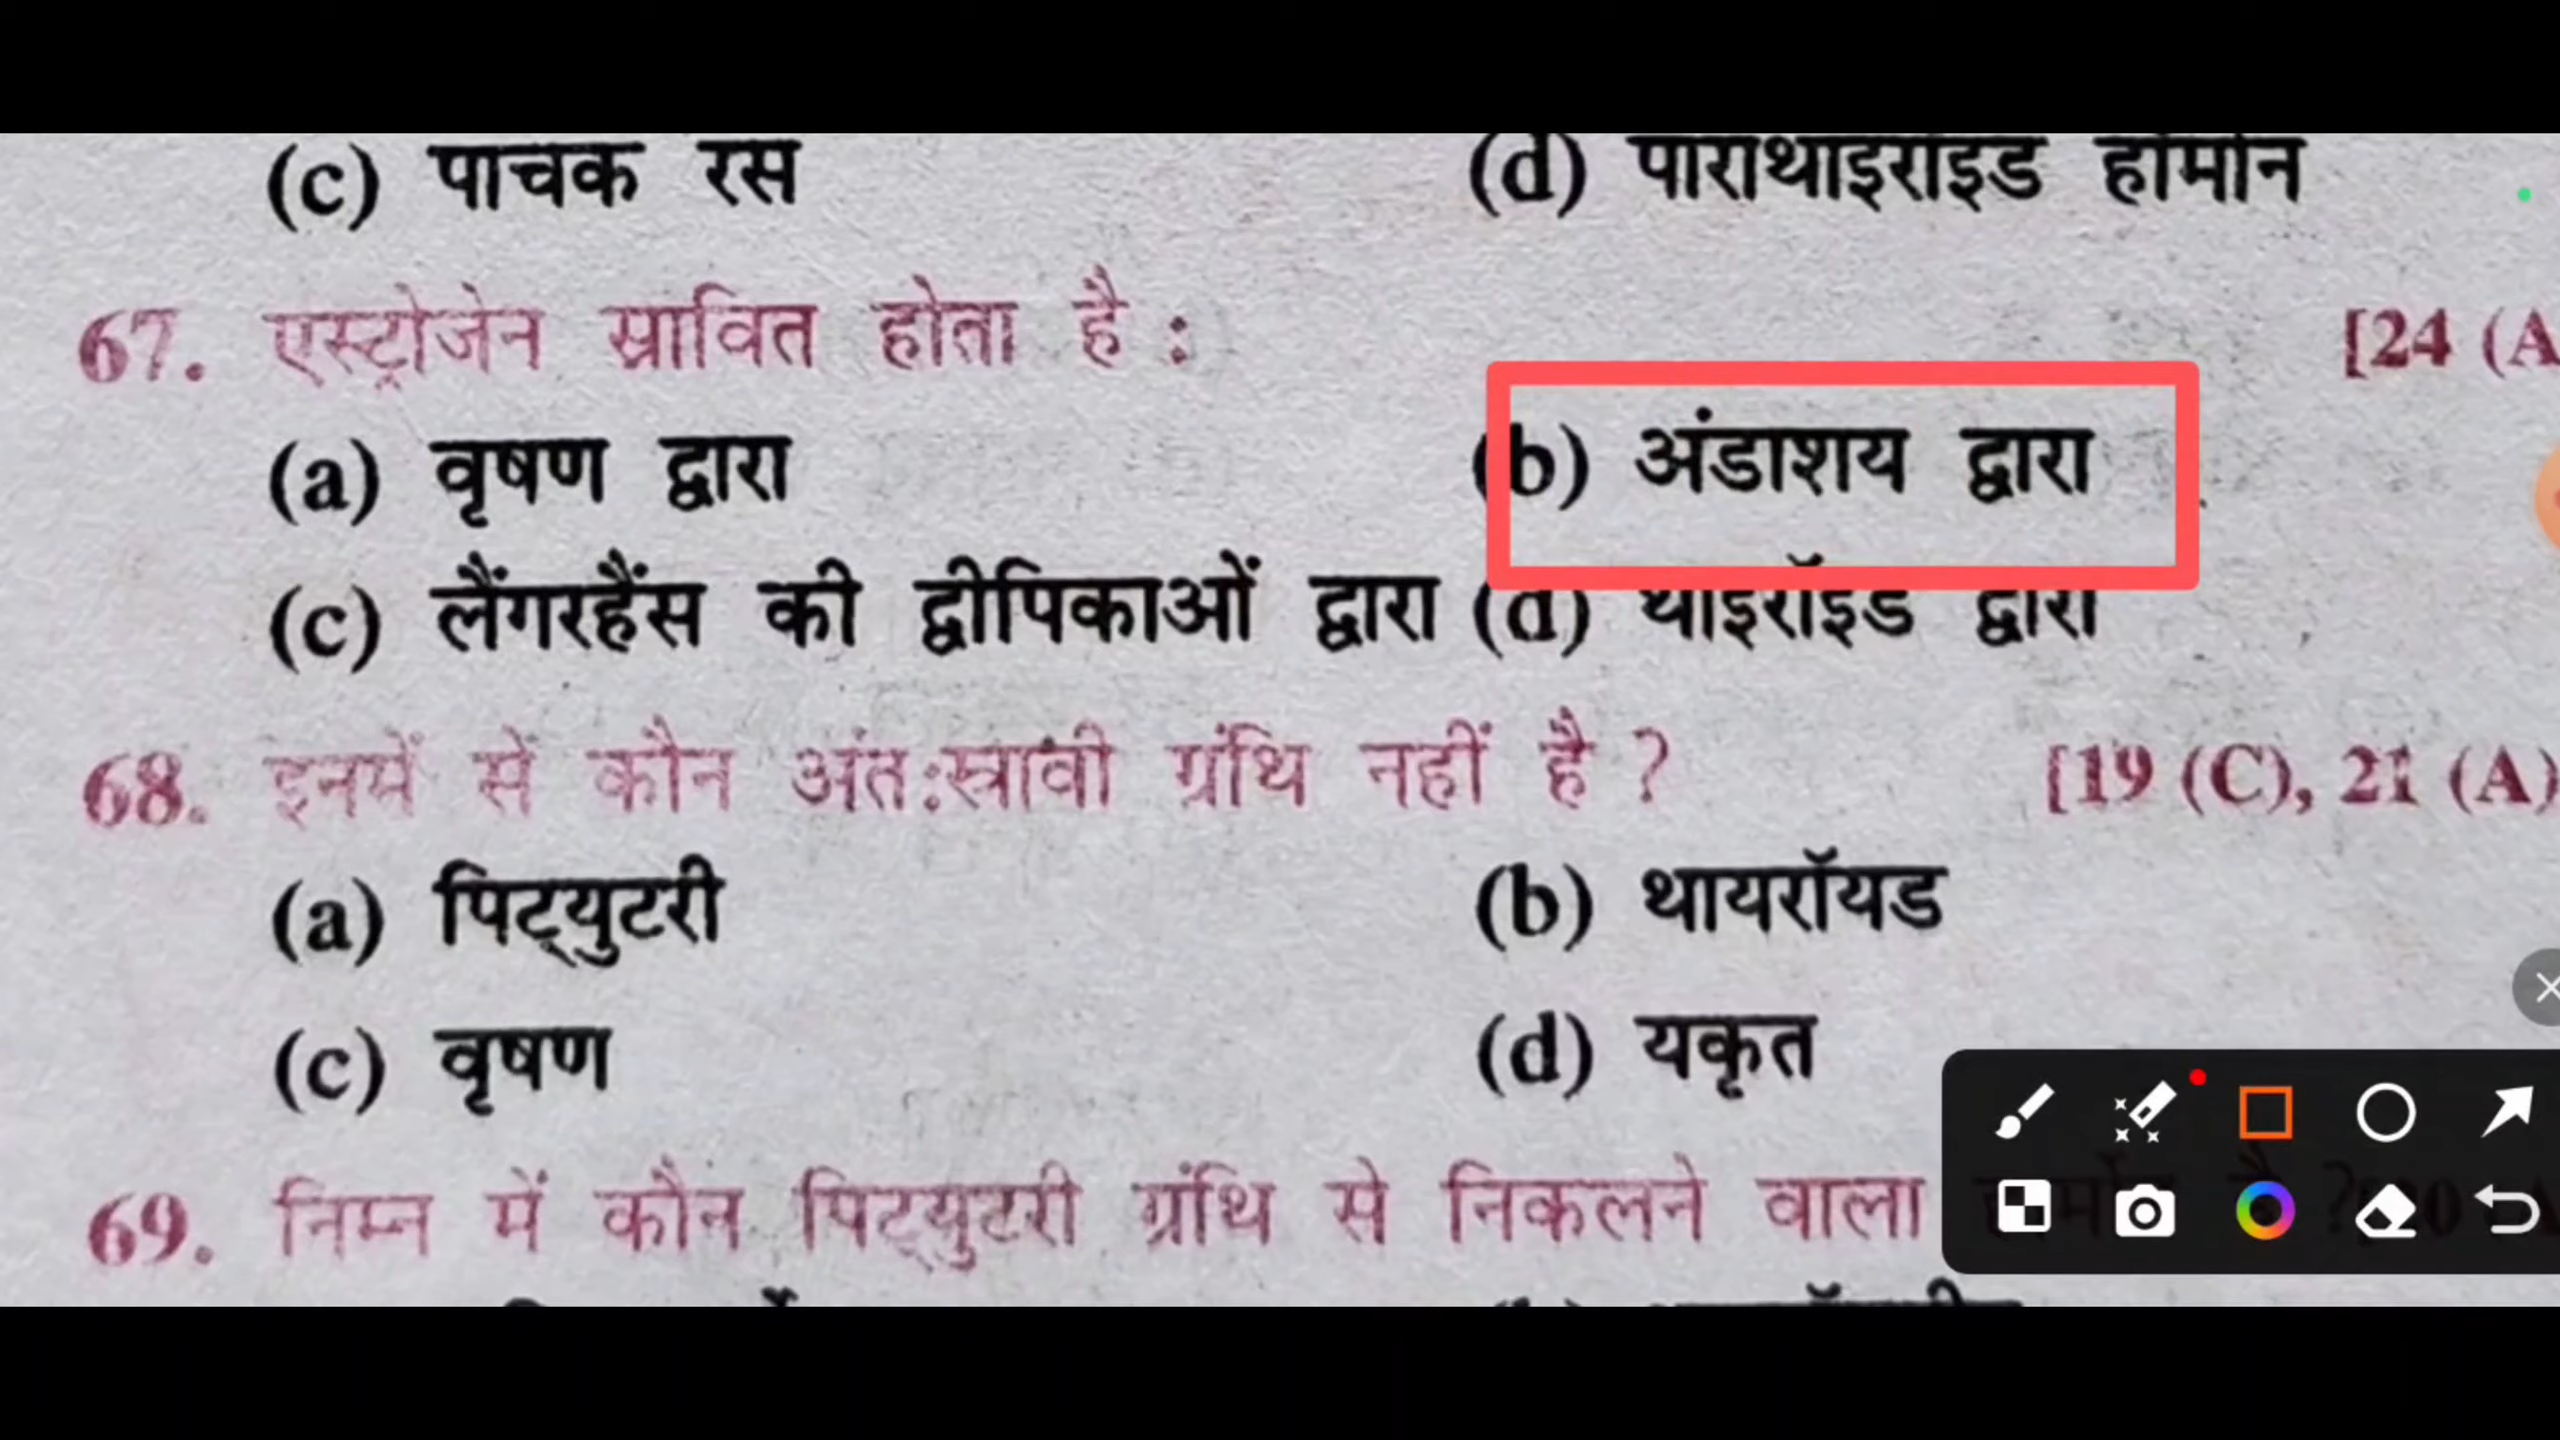 (c) पाचक रस (d) पाराथाइराइड हार्मोन
67. एस्ट्रोजेन स्रावित होता है : [24 (A
(a) वृषण द्वारा (b) अंडाशय द्वारा
(c) लैंगरहैंस की द्वीपिकाओं द्वारा (d) थाइरॉइड द्वारा
68. इनमें से कौन अंत:स्त्रावी ग्रंथि नहीं है ? [19 (C), 21 (A)
(a) पिट्युटरी (b) थायरॉयड
(c) वृषण (d) यकृत
69. निम्न में कौन पिट्युटरी ग्रंथि से निकलने वाला